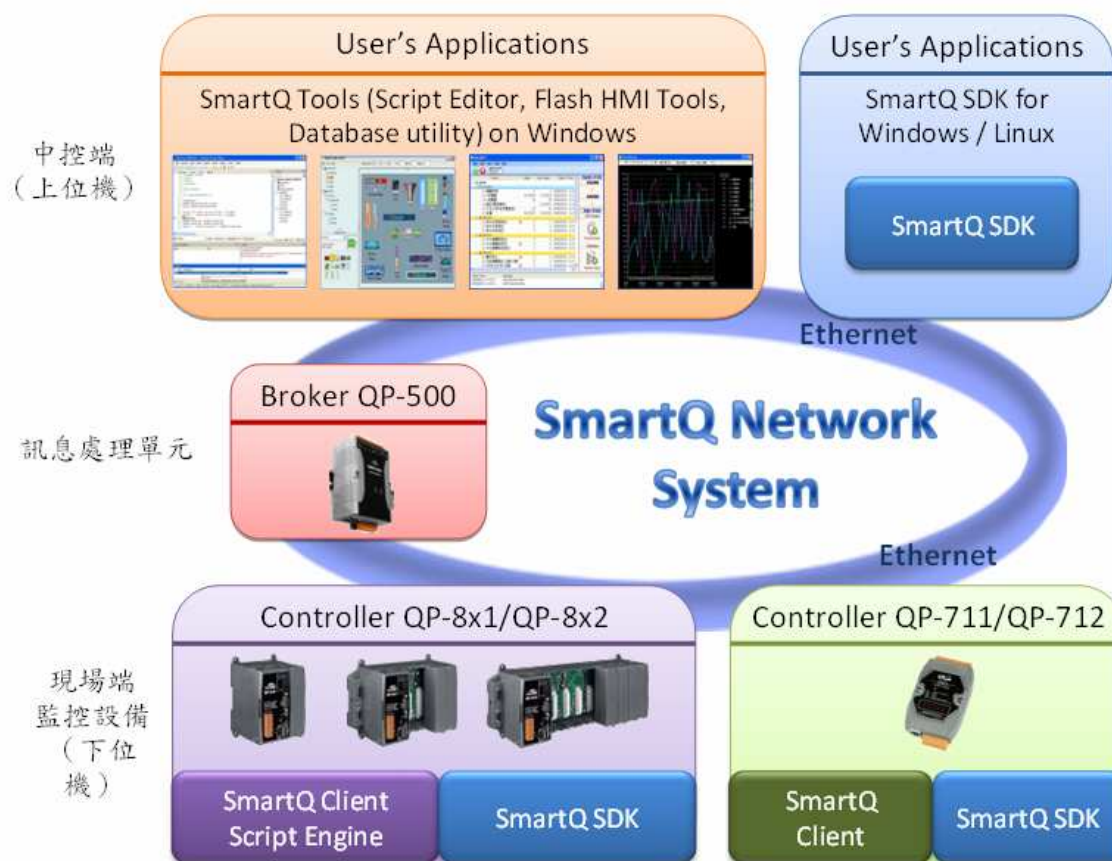 User's Applications
SmartQ Tools (Script Editor, Flash HMI Tools,
Database utility) on Windows
User's Applications
SmartQ SDK for
Windows / Linux
SmartQ SDK
中控端
（上位機）
Ethernet
Broker QP-500
訊息處理單元
SmartQ Network
System
Ethernet
Controller QP-8x1/QP-8x2
Controller QP-711/QP-712
現場端
監控設備
（下位
機）
SmartQ Client
Script Engine
SmartQ SDK
SmartQ
Client
SmartQ SDK